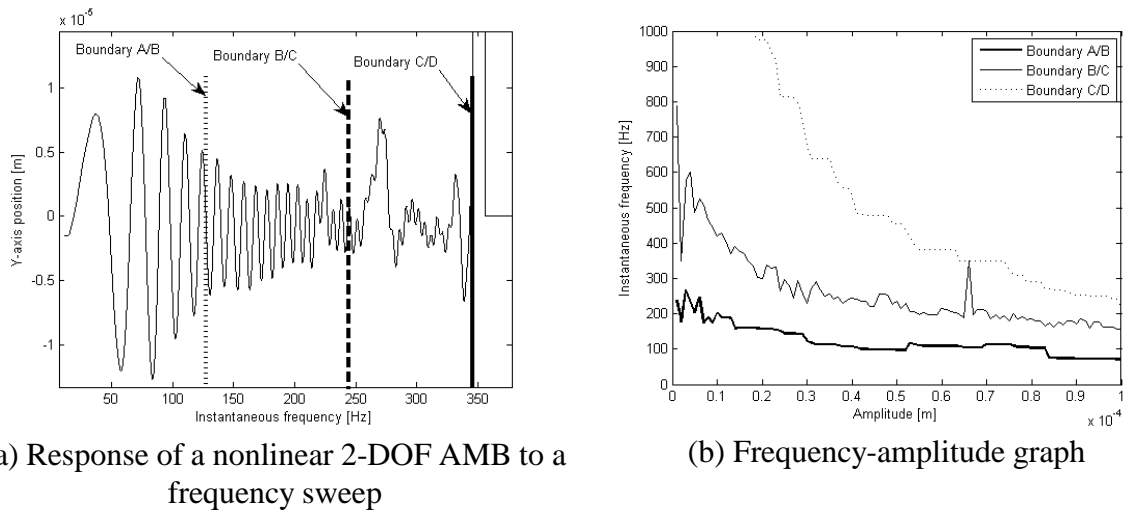 x 10⁻⁵
Boundary A/B
Boundary B/C
Boundary C/D
1
0.5
0
-0.5
-1
Y-axis position [m]
50
100
150
200
250
300
350
Instantaneous frequency [Hz]
a) Response of a nonlinear 2-DOF AMB to a
frequency sweep
1000
900
800
700
600
500
400
300
200
100
0
Instantaneous frequency [Hz]
Boundary A/B
Boundary B/C
Boundary C/D
0
0.1
0.2
0.3
0.4
0.5
0.6
0.7
0.8
0.9
1
Amplitude [m]
x 10⁻⁴
(b) Frequency-amplitude graph